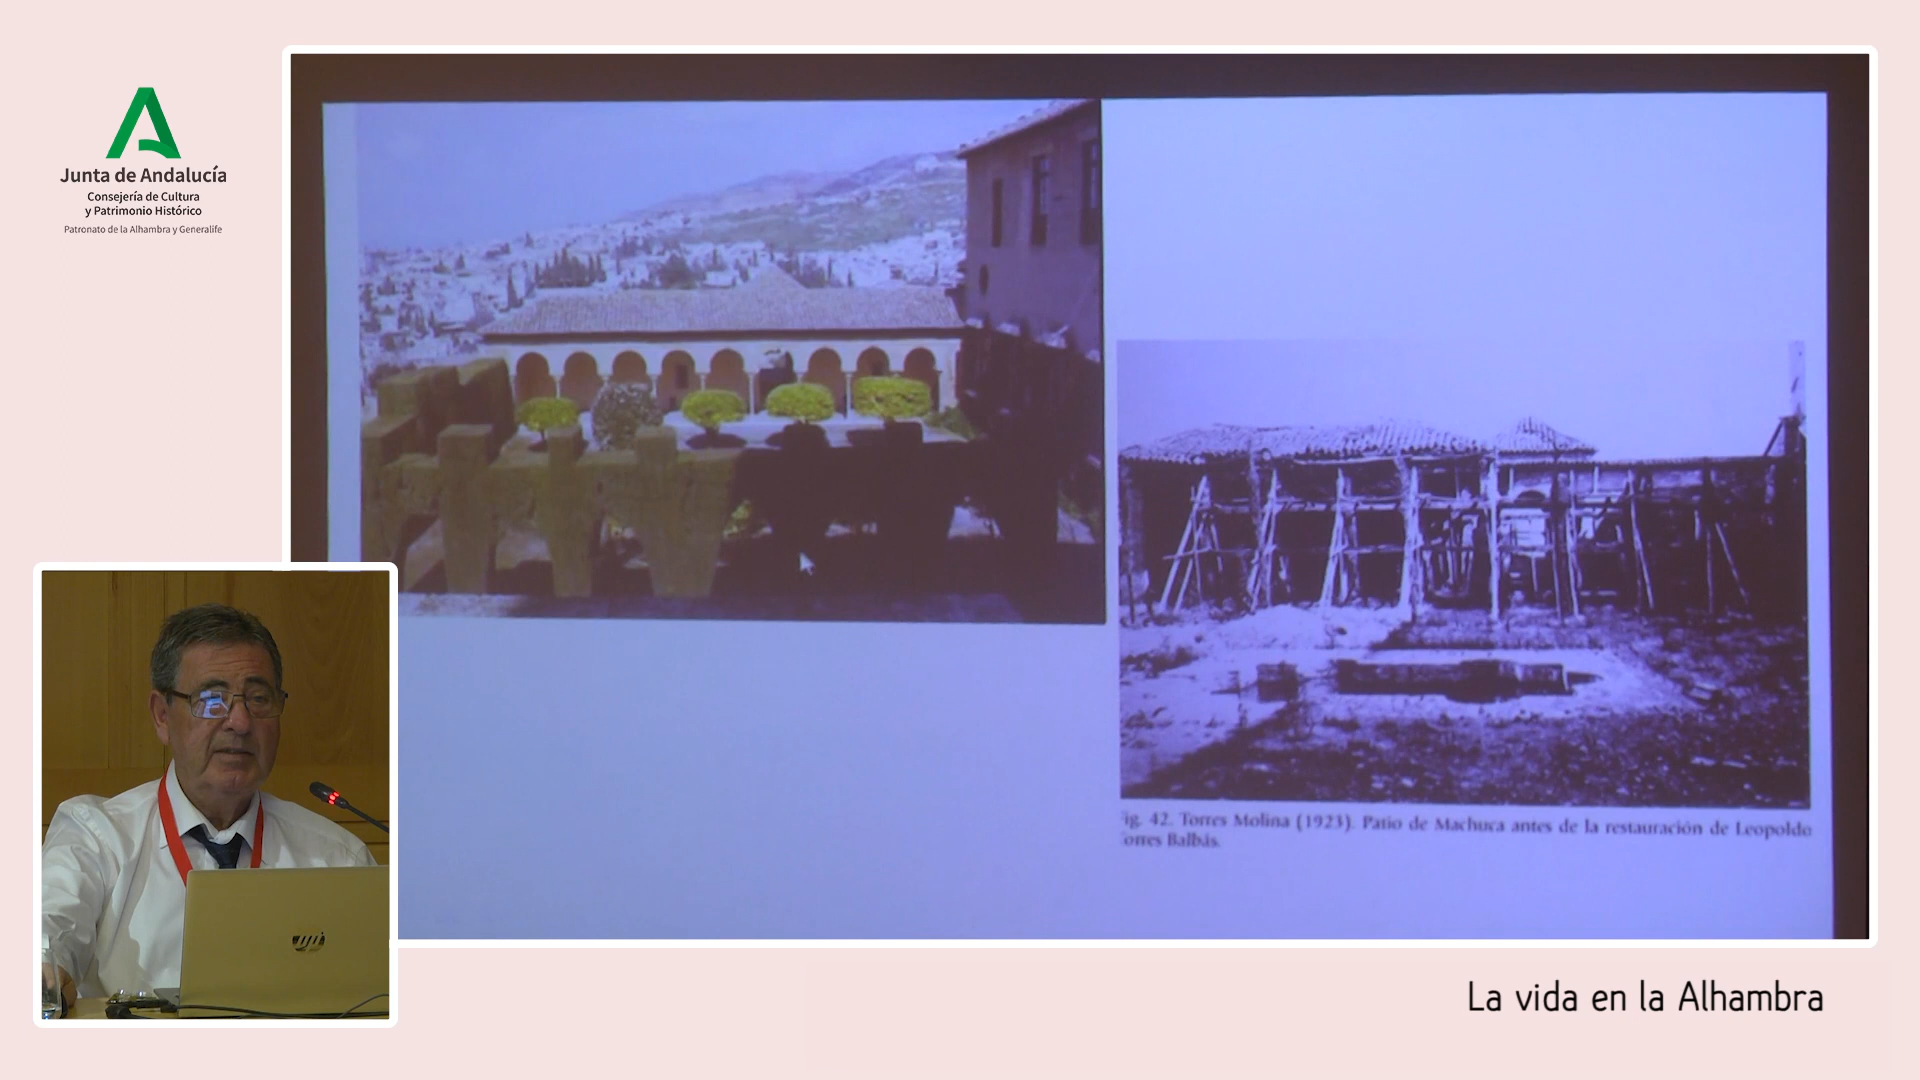 Junta de Andalucía
Consejería de Cultura
y Patrimonio Histórico
Patronato de la Alhambra y Generalife
ig. 42. Torres Molina (1923). Patio de Machuca antes de la restauración de Leopoldo
orres Balbás.
La vida en la Alhambra